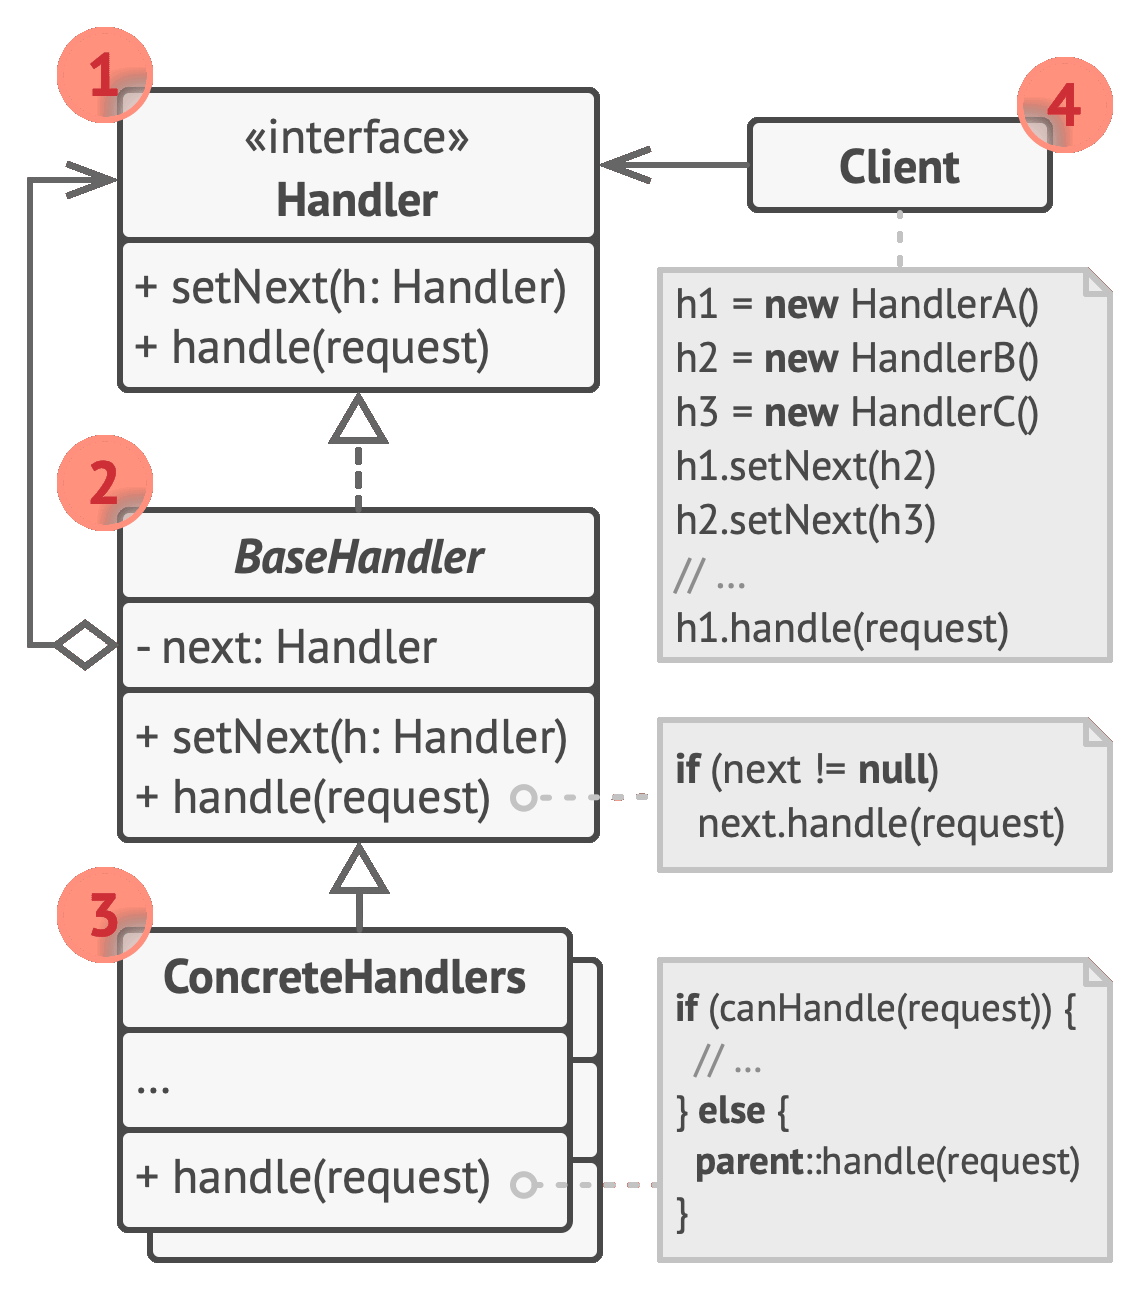 1
«interface»
Handler
+ setNext(h: Handler)
+ handle(request)
2
BaseHandler
- next: Handler
+ setNext(h: Handler)
+ handle(request)
3
ConcreteHandlers
...
+ handle(request)
4
Client
h1 = new HandlerA()
h2 = new HandlerB()
h3 = new HandlerC()
h1.setNext(h2)
h2.setNext(h3)
// ...
h1.handle(request)
if (next != null)
next.handle(request)
if (canHandle(request)) {
// ...
} else {
parent::handle(request)
}